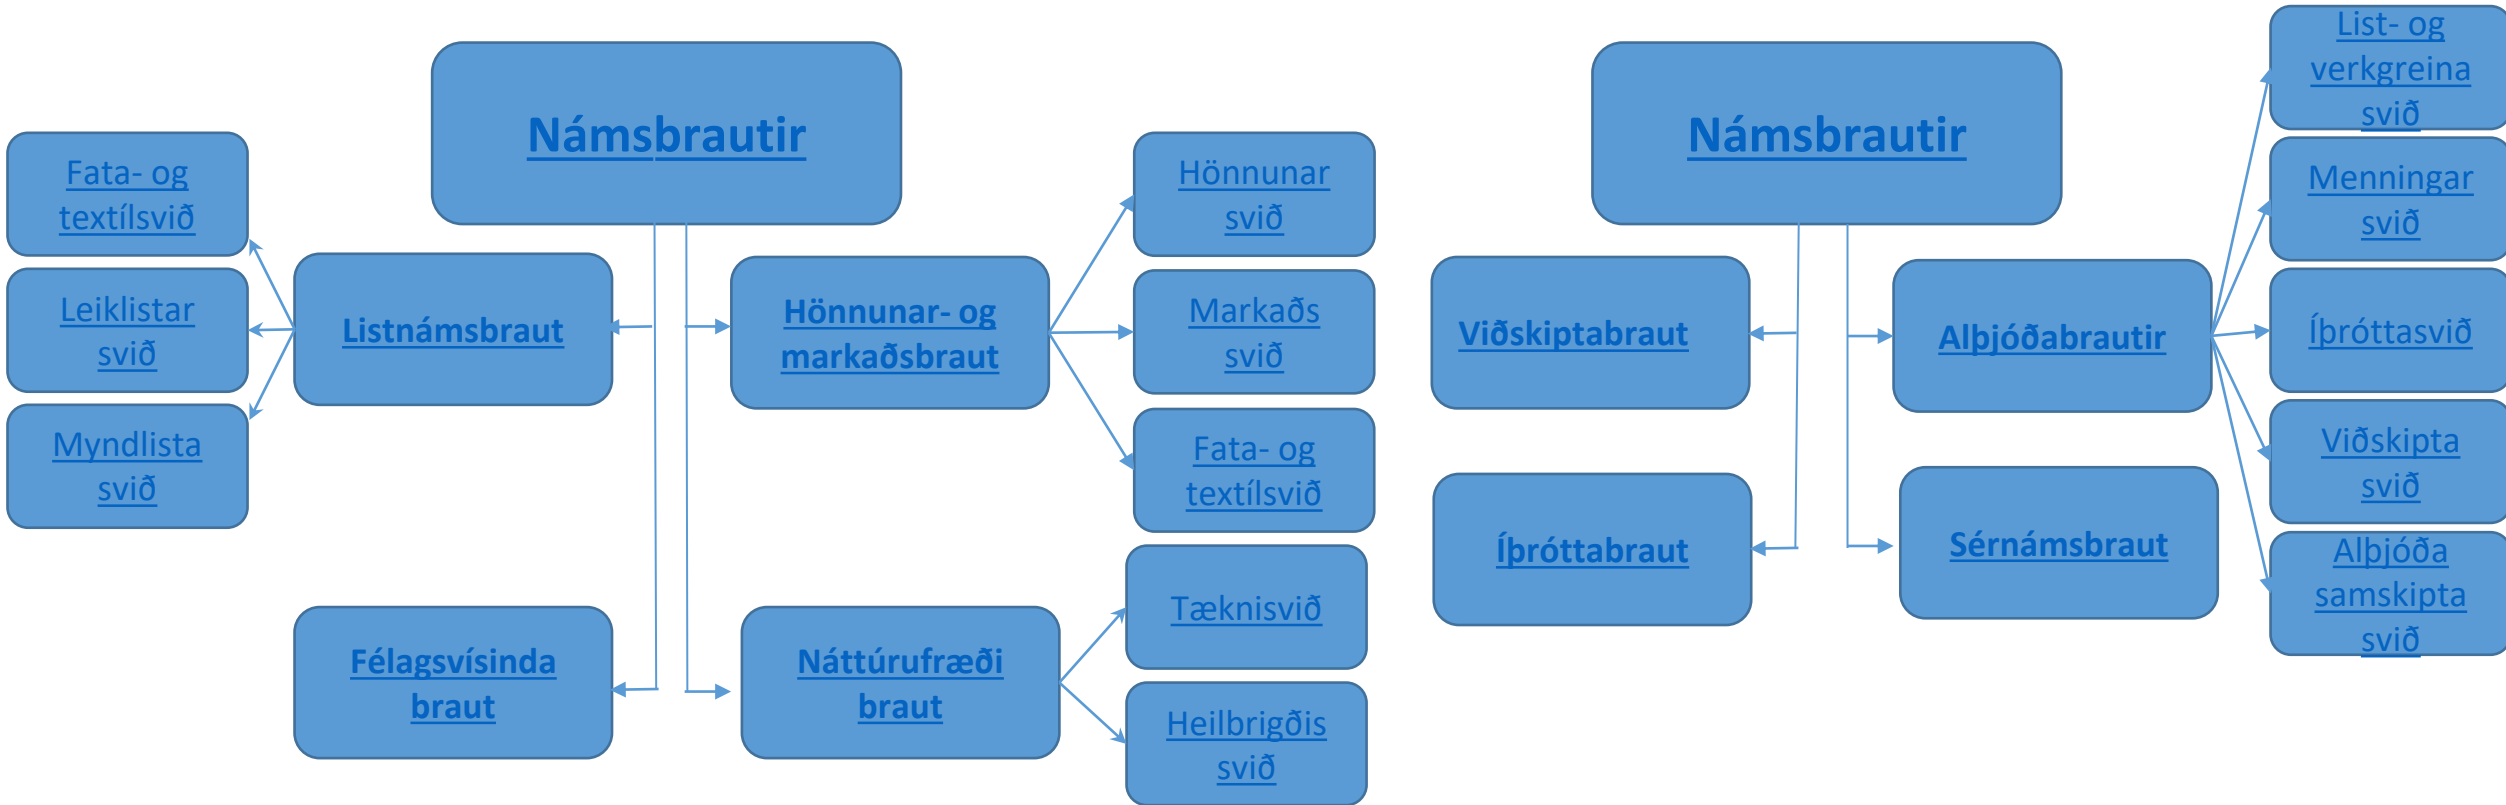 Námsbrautir
Fata- og
textílsvið
Leiklistar
svið
Myndlista
svið
Listnámsbraut
Hönnunar- og
markaðsbraut
Hönnunar
svið
Markaðs
svið
Fata- og
textílsvið
Félagsvísinda
braut
Náttúrufræði
braut
Tæknisvið
Heilbrigðis
svið
Námsbrautir
Viðskiptabraut
Alþjóðabrautir
Íþróttabraut
Sérnámsbraut
List- og
verkgreina
svið
Menningar
svið
Íþróttasvið
Viðskipta
svið
Alþjóða
samskipta
svið